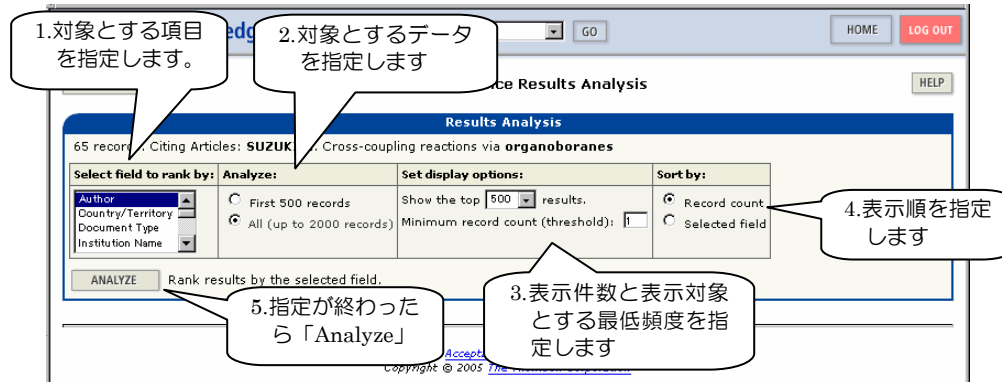 1.対象とする項目
を指定します。
2.対象とするデータ
を指定します
GO
HOME
LOG OUT
Results Analysis
HELP
Results Analysis
65 Citing Articles: Cross-coupling reactions via organoboranes
Select field to rank by:
Analyze:
Set display options:
Sort by:
Author
Country/Territory
Document Type
Institution Name
First 500 records
All (up to 2000 records)
Show the top 500 results.
Minimum record count (threshold): 1
Record count
Selected field
4.表示順を指定
します
ANALYZE
Rank results by the selected field.
5.指定が終わった
ら「Analyze」
3.表示件数と表示対象
とする最低頻度を指
定します
Copyright © 2005